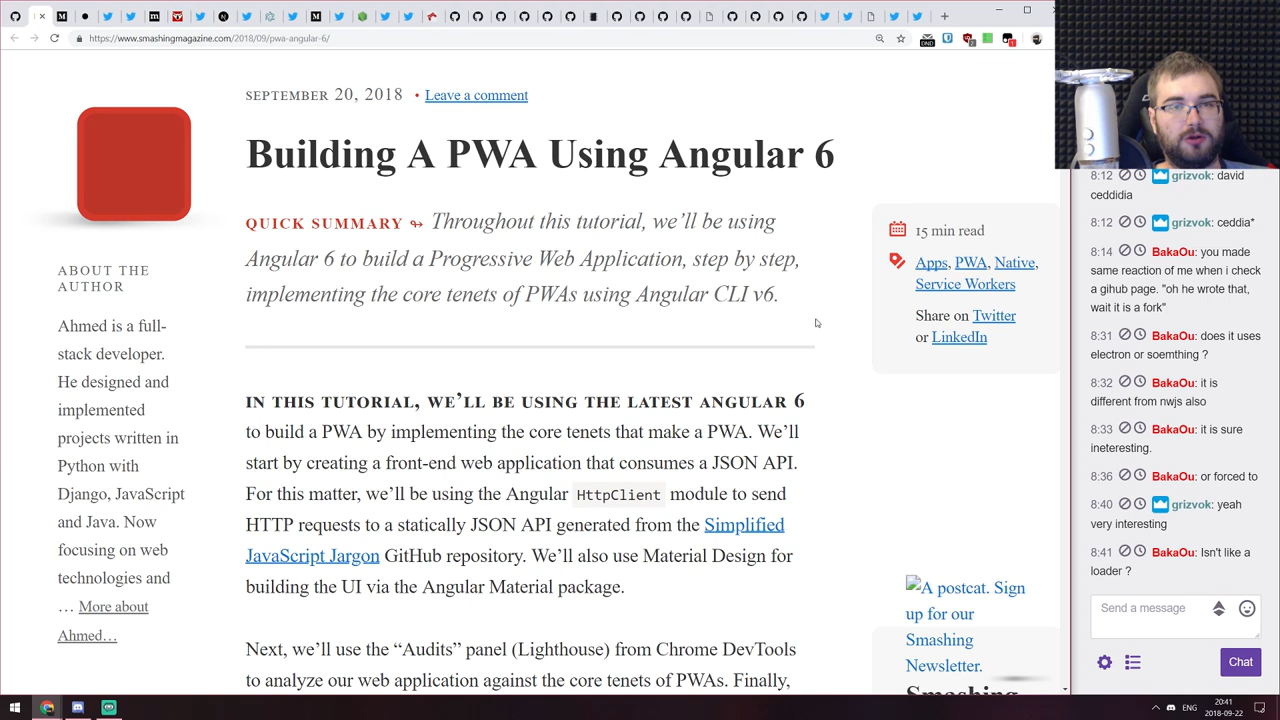 https://www.smashingmagazine.com/2018/09/pwa-angular-6/
SEPTEMBER 20, 2018 • Leave a comment
Building A PWA Using Angular 6
QUICK SUMMARY ↬ Throughout this tutorial, we’ll be using
Angular 6 to build a Progressive Web Application, step by step,
implementing the core tenets of PWAs using Angular CLI v6.
ABOUT THE
AUTHOR
Ahmed is a full-
stack developer.
He designed and
implemented
projects written in
Python with
Django, JavaScript
and Java. Now
focusing on web
technologies and
… More about
Ahmed…
IN THIS TUTORIAL, WE’LL BE USING THE LATEST ANGULAR 6
to build a PWA by implementing the core tenets that make a PWA. We’ll
start by creating a front-end web application that consumes a JSON API.
For this matter, we’ll be using the Angular HttpClient module to send
HTTP requests to a statically JSON API generated from the Simplified
JavaScript Jargon GitHub repository. We’ll also use Material Design for
building the UI via the Angular Material package.
Next, we’ll use the “Audits” panel (Lighthouse) from Chrome DevTools
to analyze our web application against the core tenets of PWAs. Finally,
15 min read
Apps, PWA, Native,
Service Workers
Share on Twitter
or LinkedIn
A postcat. Sign
up for our
Smashing
Newsletter.
Smashing
8:12 grizvok: david
ceddidia
8:12 grizvok: ceddia*
8:14 BakaOu: you made
same reaction of me when i check
a gihub page. "oh he wrote that,
wait it is a fork"
8:31 BakaOu: does it uses
electron or soemthing ?
8:32 BakaOu: it is
different from nwjs also
8:33 BakaOu: it is sure
ineteresting.
8:36 BakaOu: or forced to
8:40 grizvok: yeah
very interesting
8:41 BakaOu: Isn't like a
loader ?
Send a message
Chat
ENG
20:41
2018-09-22